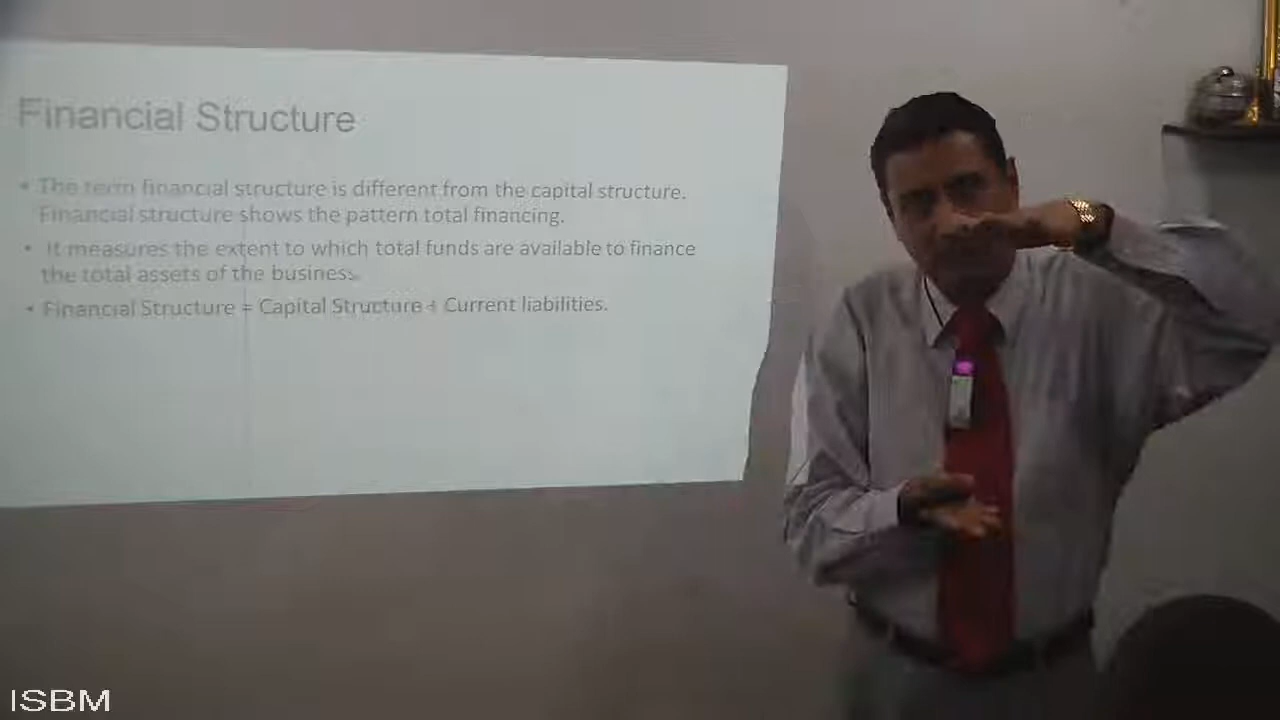 Financial Structure
• The term financial structure is different from the capital structure.
Financial structure shows the pattern total financing.
• It measures the extent to which total funds are available to finance
the total assets of the business.
• Financial Structure = Capital Structure + Current liabilities.
ISBM